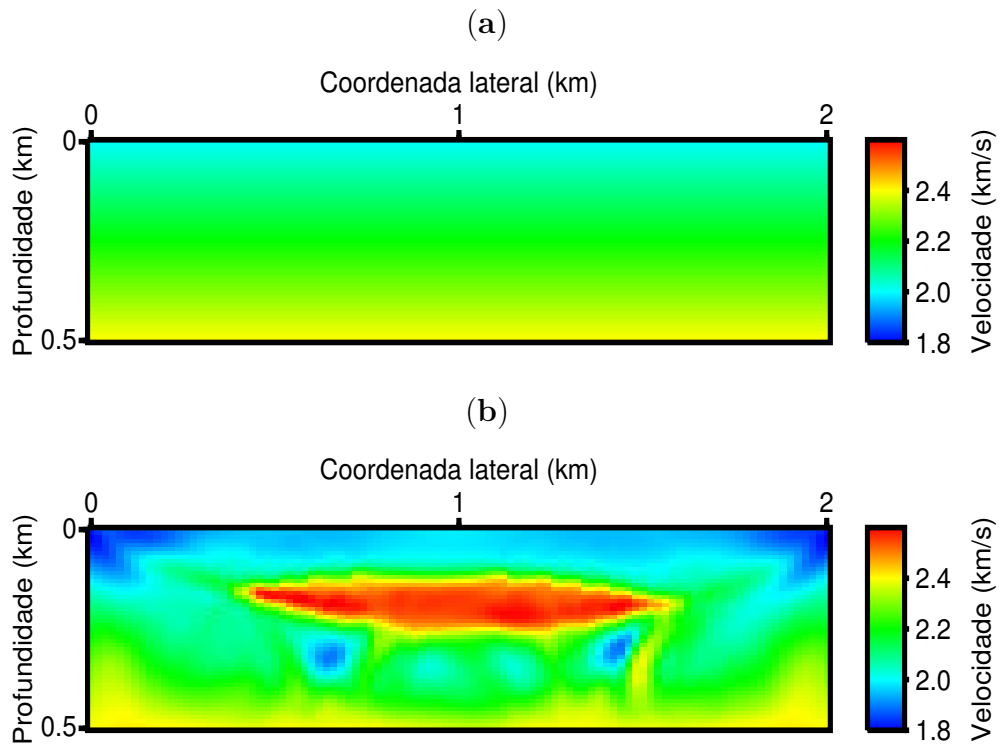 (a)
Coordenada lateral (km)
0 1 2
Profundidade (km)
0
0.5
2.4
2.2
2.0
1.8
Velocidade (km/s)
(b)
Coordenada lateral (km)
0 1 2
Profundidade (km)
0
0.5
2.4
2.2
2.0
1.8
Velocidade (km/s)